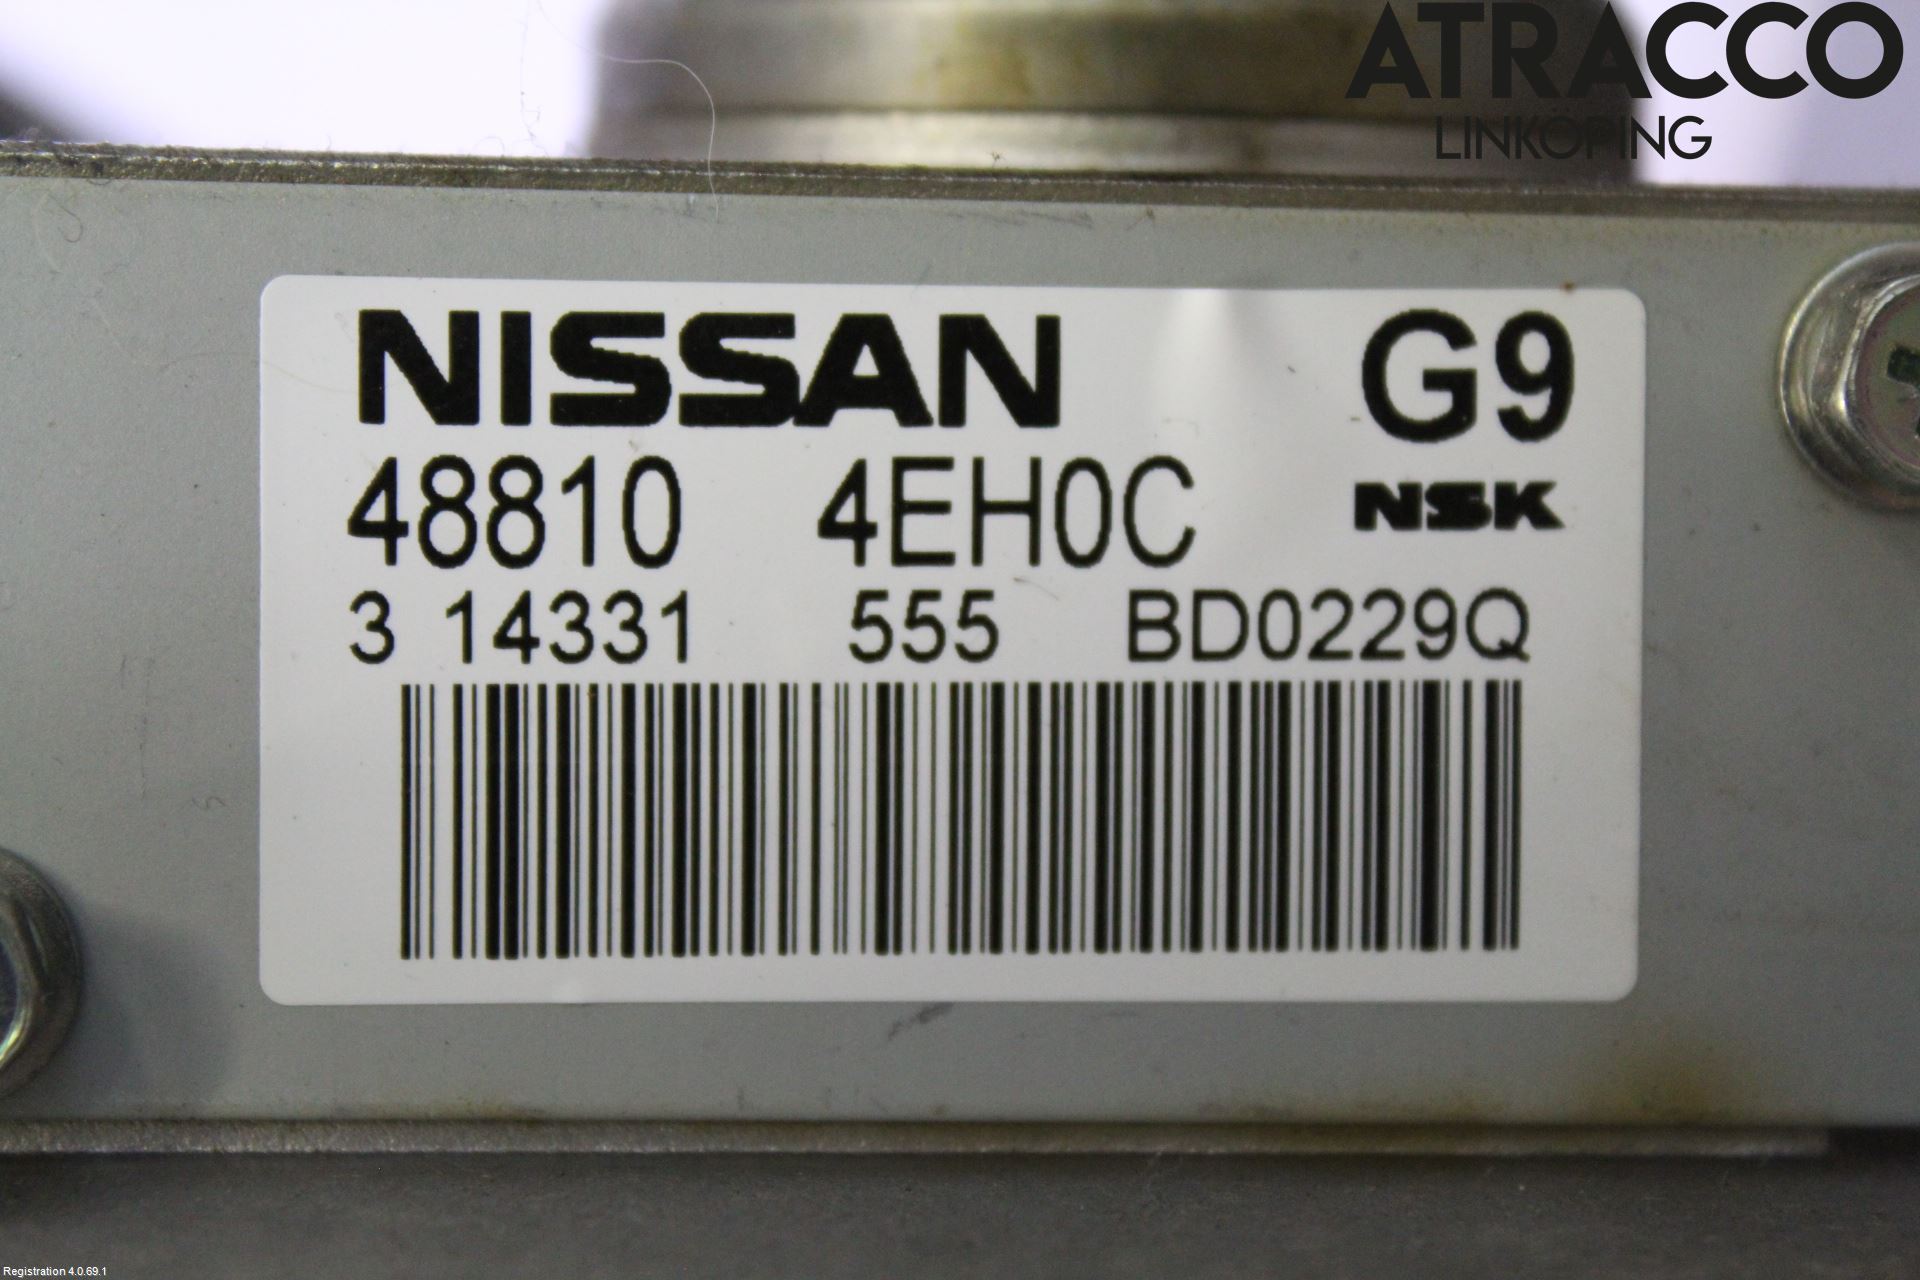 ATRACCO
LINKÖPING
NISSAN G9
48810 4EH0C NSK
3 14331 555 BD0229Q
Registration 4.0.69.1